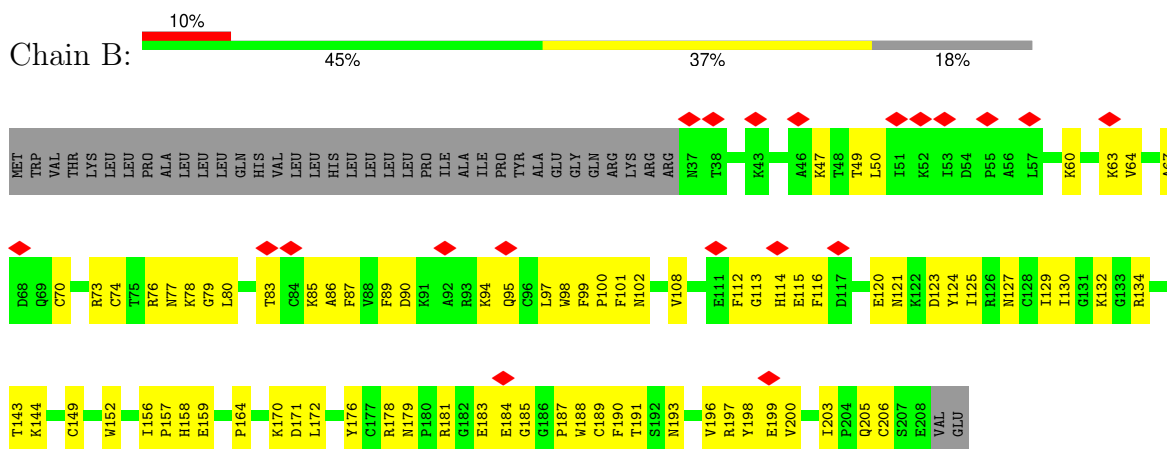 10%
Chain B:
45% 37% 18%
MET TRP VAL THR LYS LEU LEU PRO ALA LEU LEU LEU GLN HIS VAL LEU LEU HIS LEU LEU LEU LEU PRO ILE ALA ILE PRO TYR ALA GLU GLY GLN ARG LYS ARG ARG N37 T38 K43 A46 K47 T48 T49 L50 I51 K52 I53 D54 P55 A56 L57 K60 K63 V64 A67
D68 Q69 C70 R73 C74 T75 R76 N77 K78 G79 L80 T83 C84 K85 A86 F87 V88 F89 D90 K91 A92 R93 K94 Q95 C96 L97 W98 F99 P100 F101 N102 V108 E111 F112 G113 H114 E115 F116 D117 E120 N121 K122 D123 Y124 I125 R126 N127 C128 I129 I130 G131 K132 G133 R134
T143 K144 C149 W152 I156 P157 H158 E159 P164 K170 D171 L172 Y176 C177 R178 N179 P180 R181 G182 E183 E184 G185 G186 P187 W188 C189 F190 T191 S192 N193 V196 R197 Y198 E199 V200 I203 P204 Q205 C206 S207 E208 VAL GLU